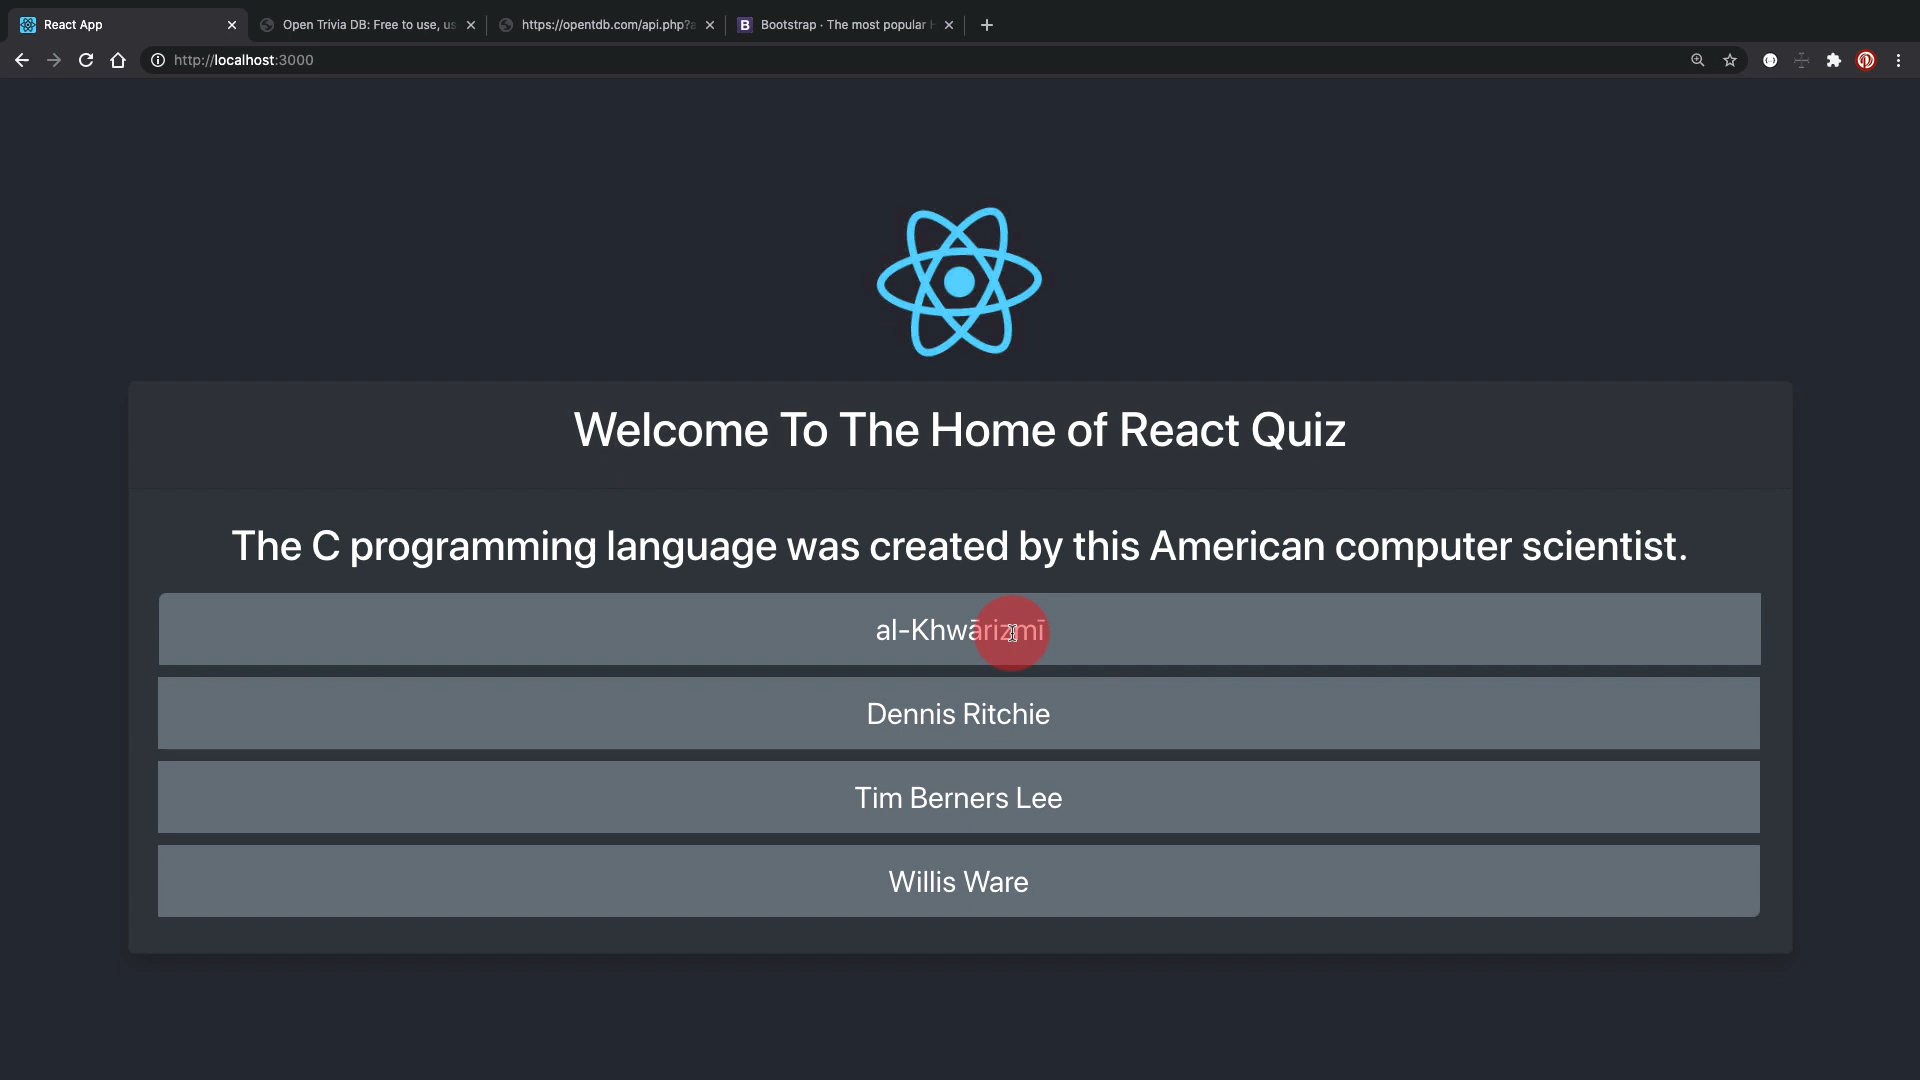 React App
Open Trivia DB: Free to use, us
https://opentdb.com/api.php?a
B
Bootstrap · The most popular
http://localhost:3000
Welcome To The Home of React Quiz
The C programming language was created by this American computer scientist.
al-Khwārizmī
Dennis Ritchie
Tim Berners Lee
Willis Ware